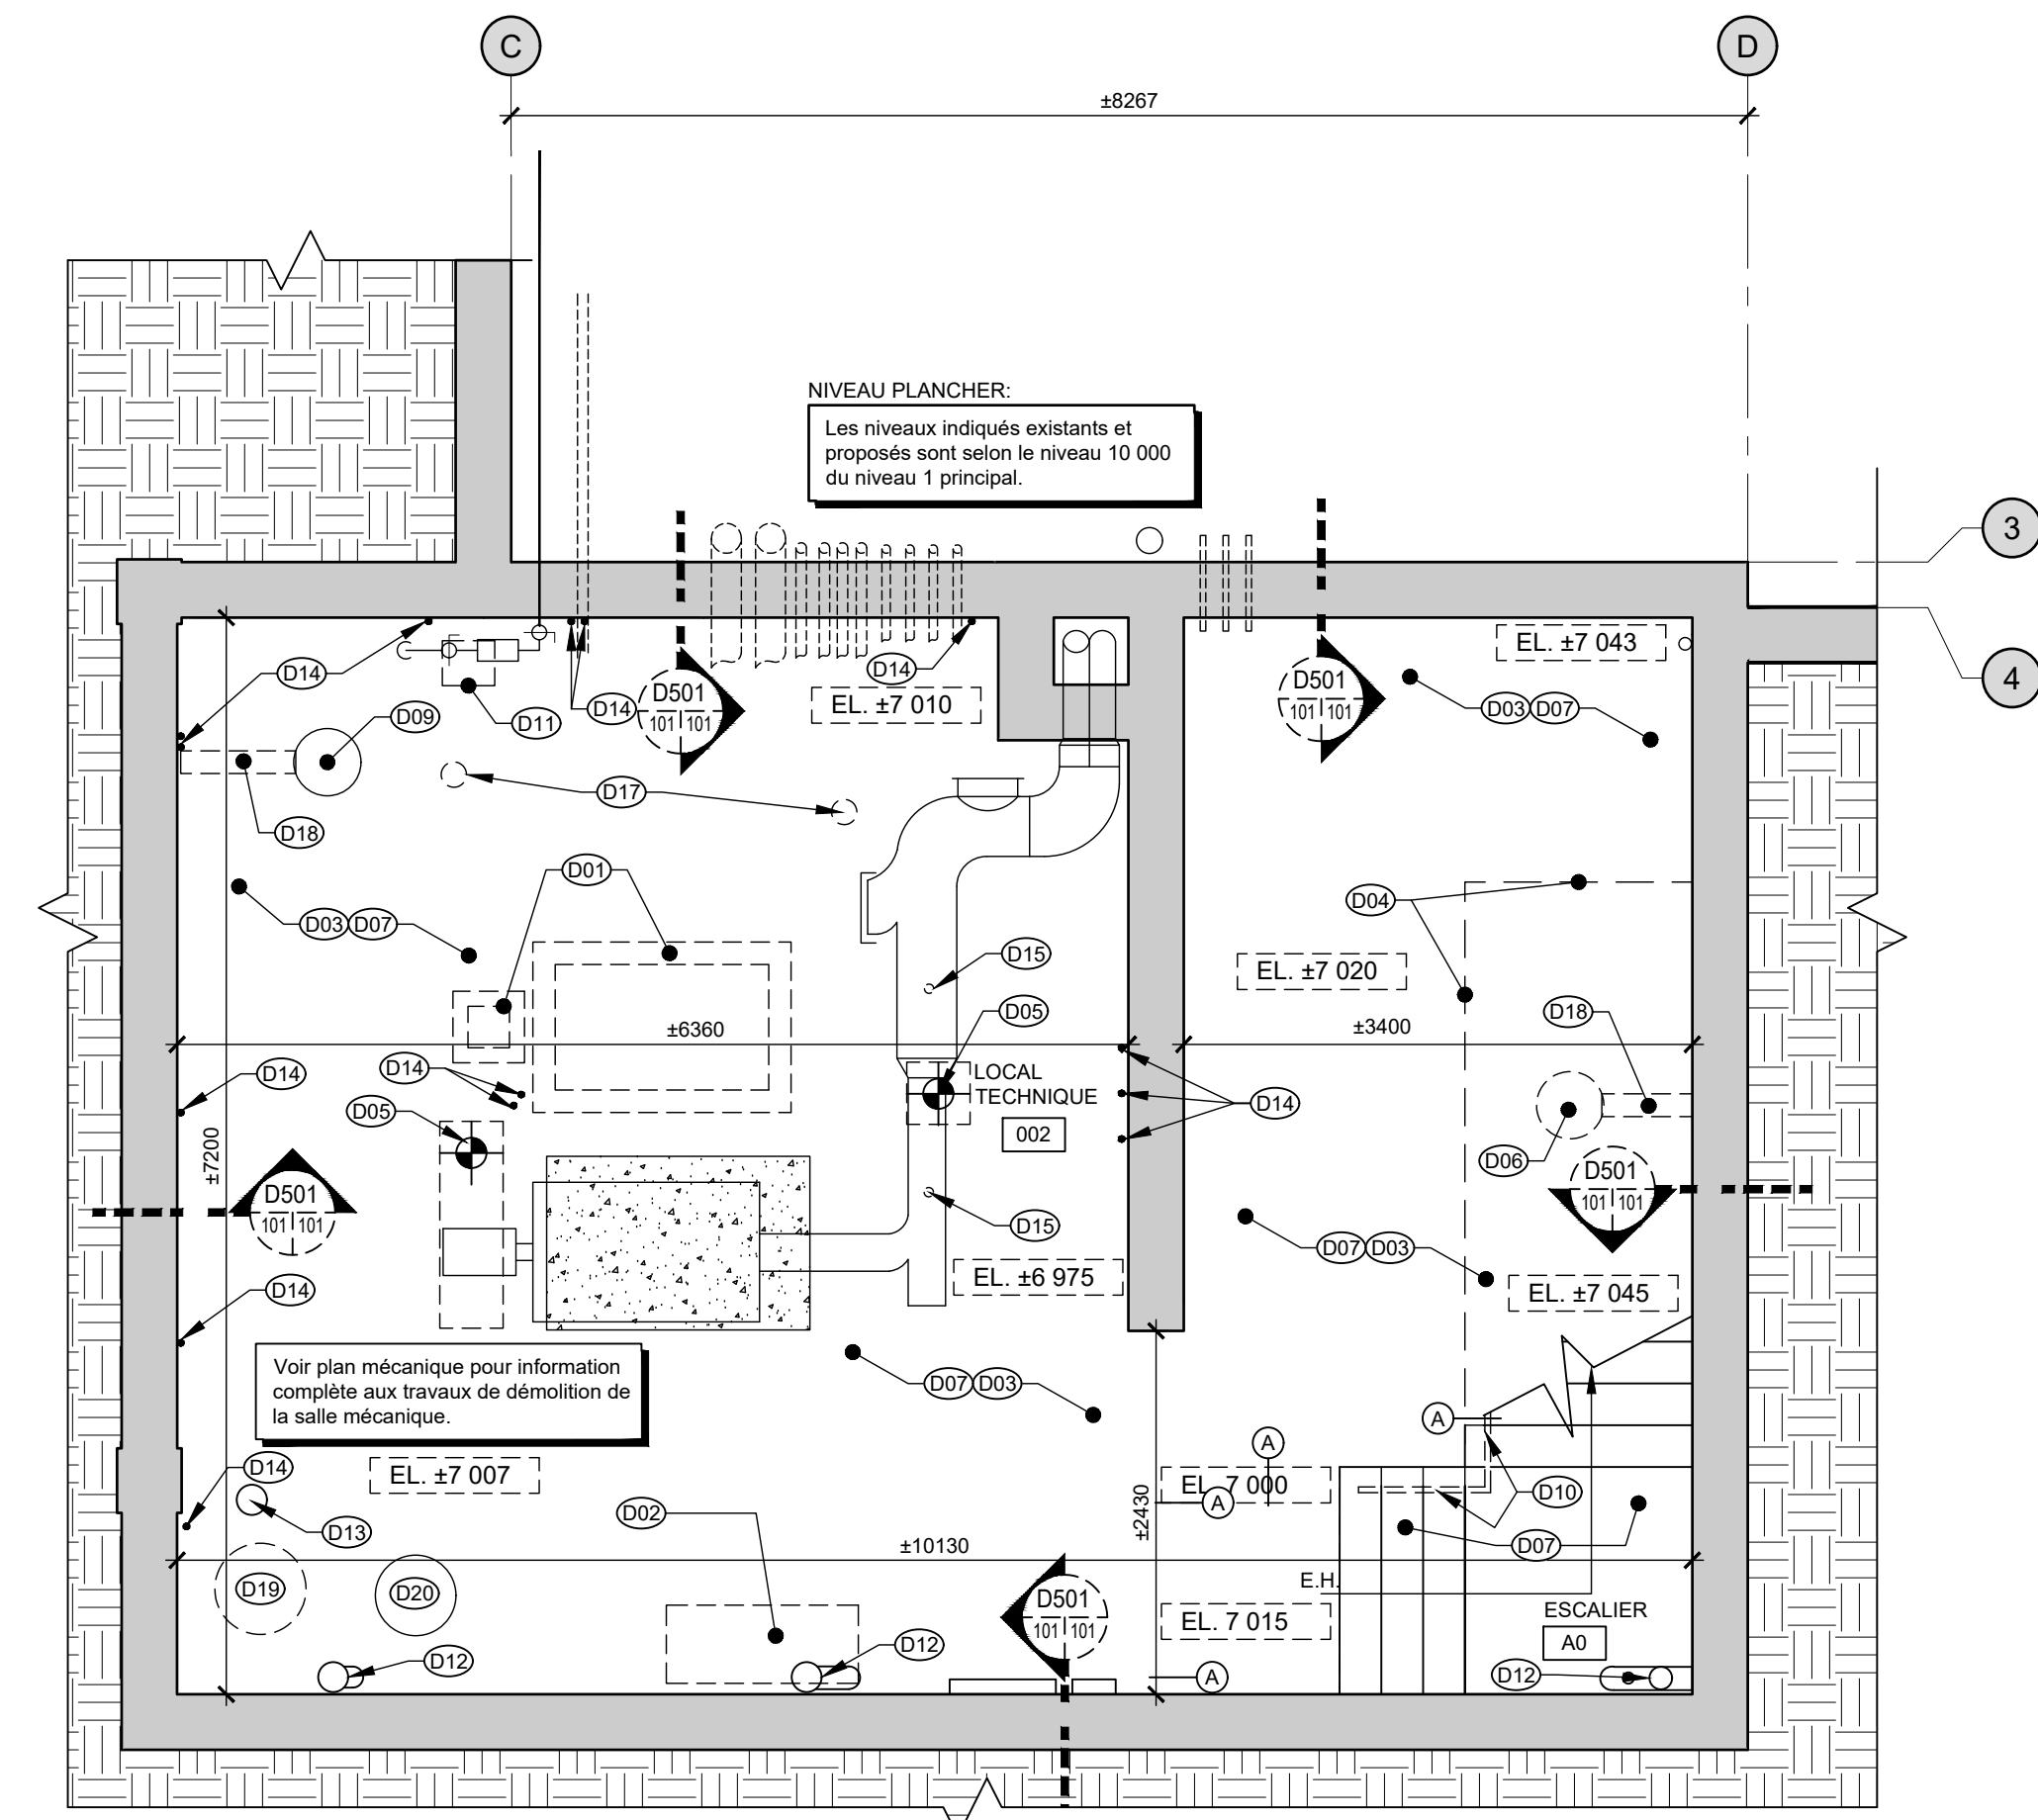 C
D
±8267
NIVEAU PLANCHER:
Les niveaux indiqués existants et
proposés sont selon le niveau 10 000
du niveau 1 principal.
3
4
D14
D09
D11
D14
D501
101 101
D14
EL. ±7 010
D501
101 101
EL. ±7 043
D03 D07
D18
D17
D01
D03 D07
D04
D15
EL. ±7 020
D05
D18
±6360
±3400
D14
D14
D05
LOCAL
TECHNIQUE
002
D14
D06
±7200
D501
101 101
D501
101 101
D15
D07 D03
EL. ±6 975
EL. ±7 045
D14
Voir plan mécanique pour information
complète aux travaux de démolition de
la salle mécanique.
D07 D03
A
A
D14
EL. ±7 007
EL. 7 000
A
D10
D13
D02
±2430
D07
±10130
D19
D20
E.H.
D501
101 101
EL. 7 015
ESCALIER
A0
D12
D12
A
D12